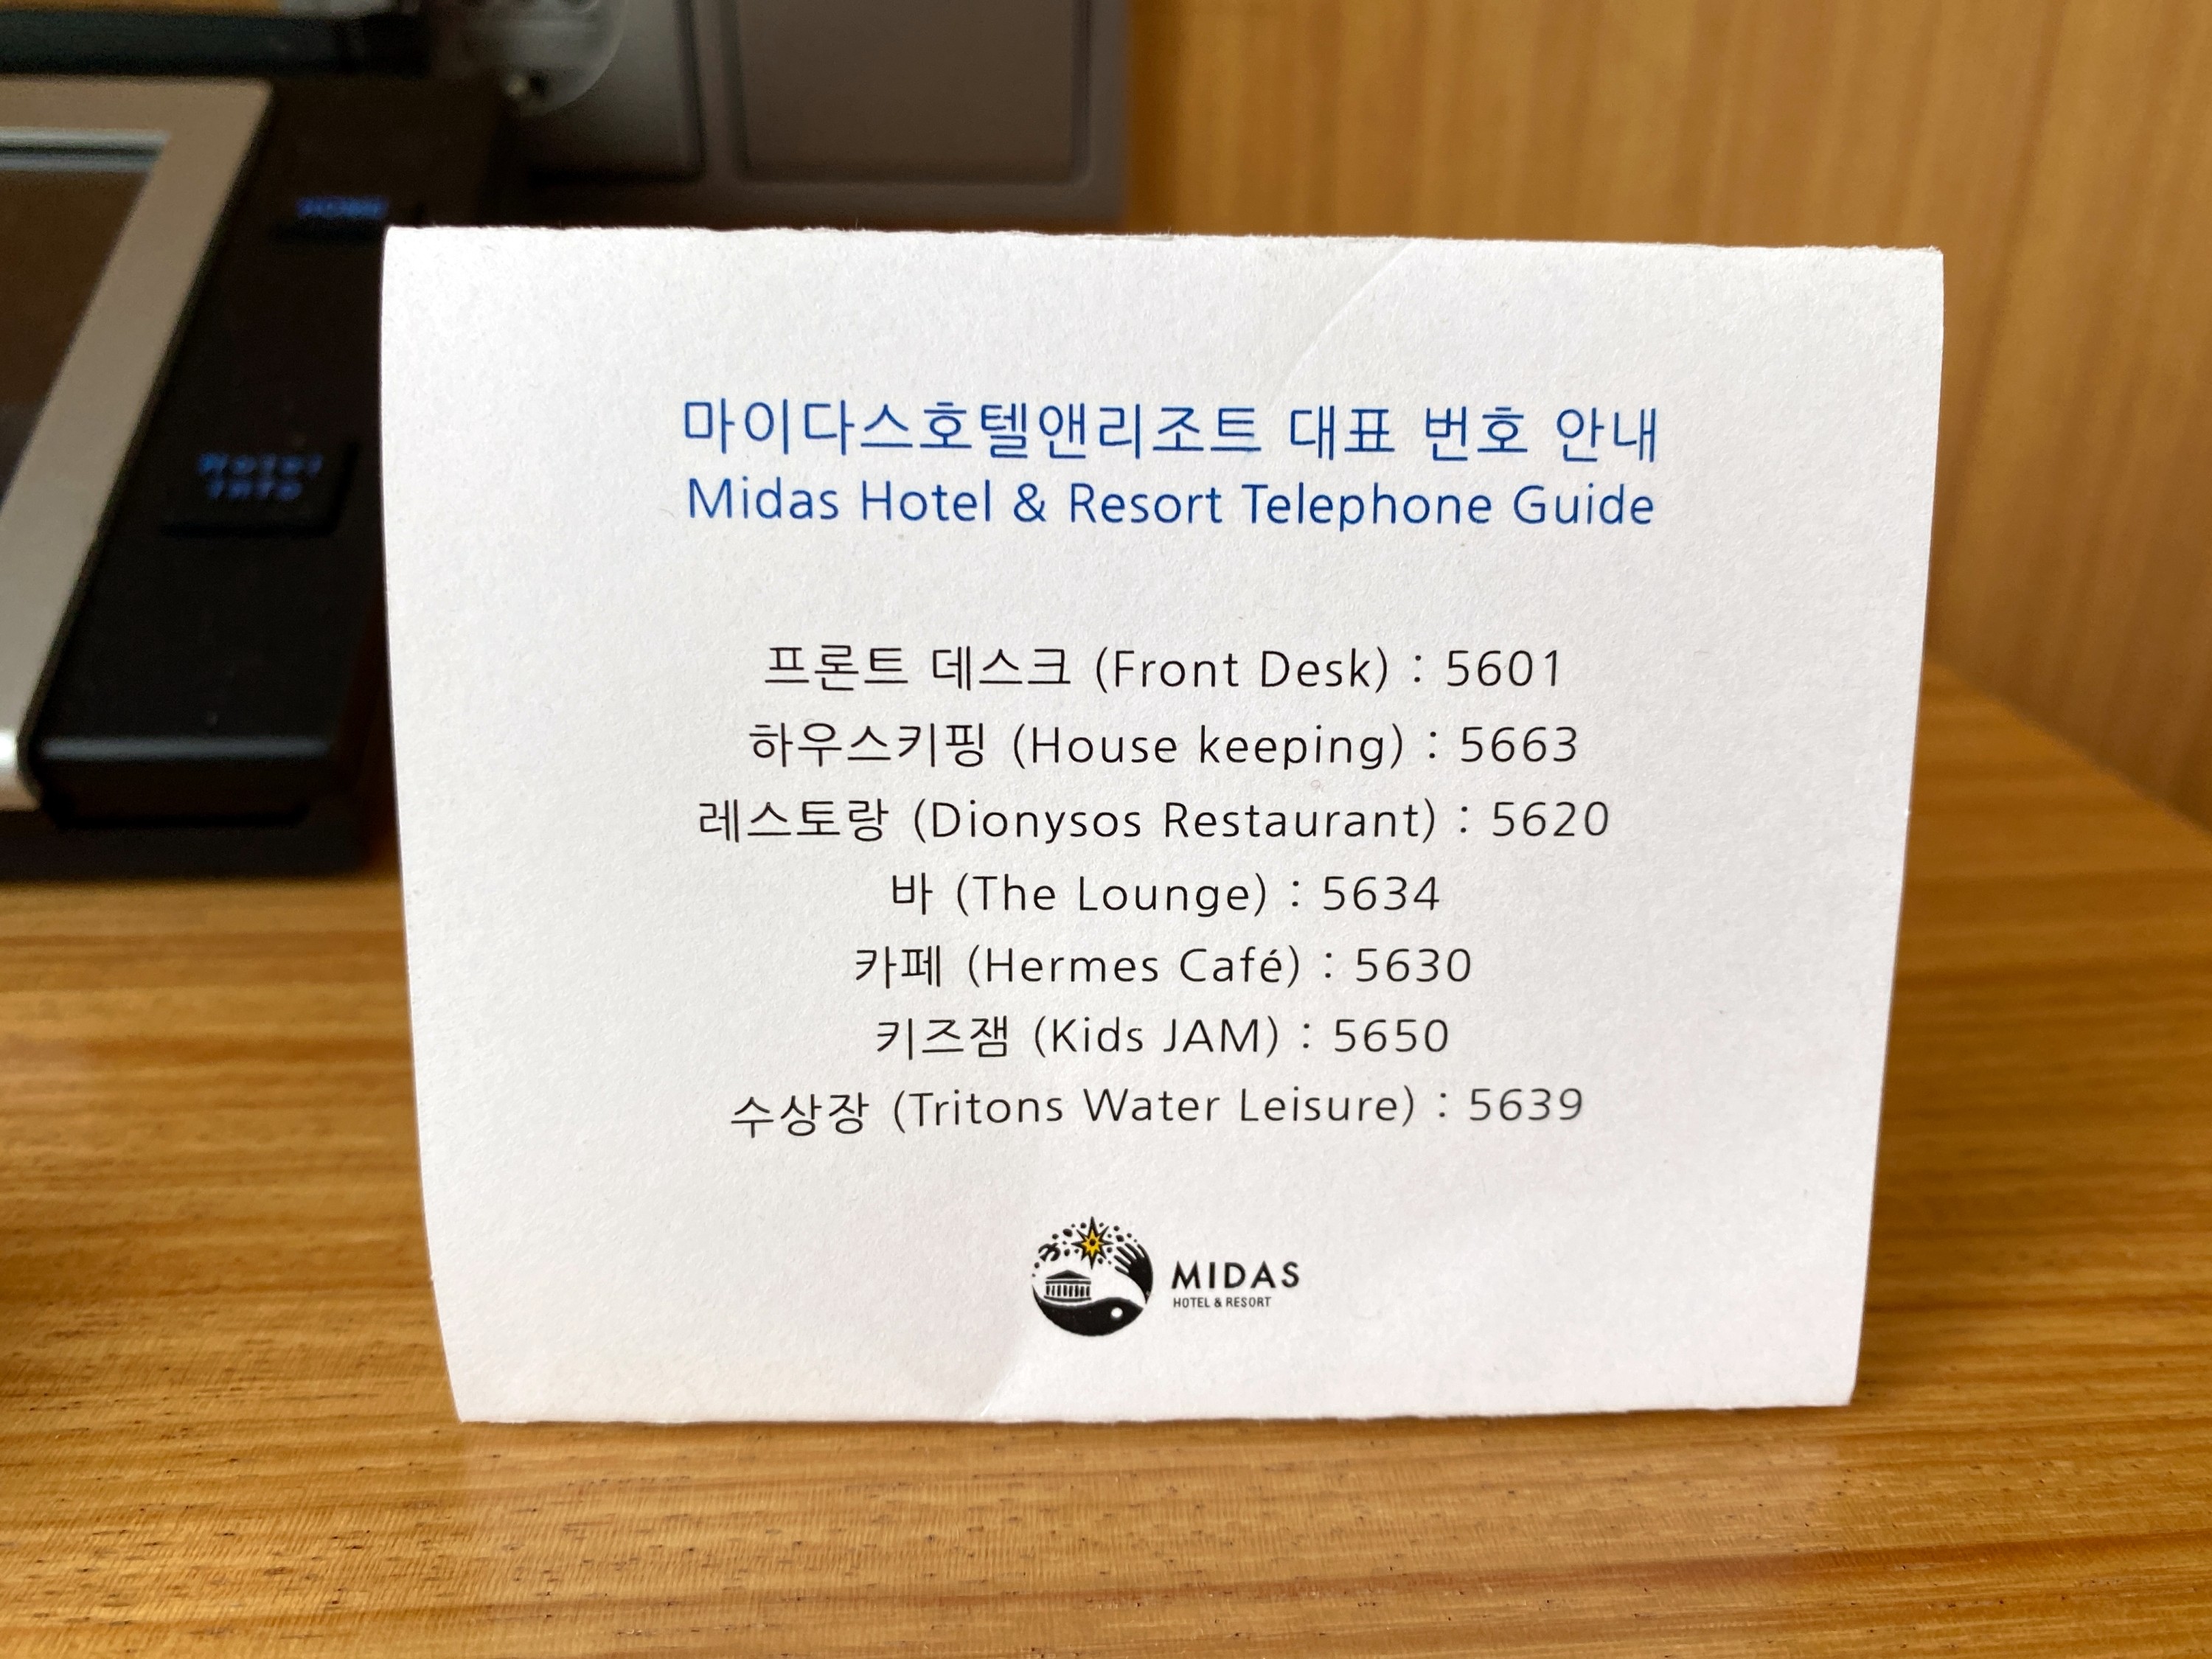 HOME
Hotel
Info
마이다스호텔앤리조트 대표 번호 안내
Midas Hotel & Resort Telephone Guide
프론트 데스크 (Front Desk) : 5601
하우스키핑 (House keeping) : 5663
레스토랑 (Dionysos Restaurant) : 5620
바 (The Lounge) : 5634
카페 (Hermes Café) : 5630
키즈잼 (Kids JAM) : 5650
수상장 (Tritons Water Leisure) : 5639
MIDAS
HOTEL & RESORT